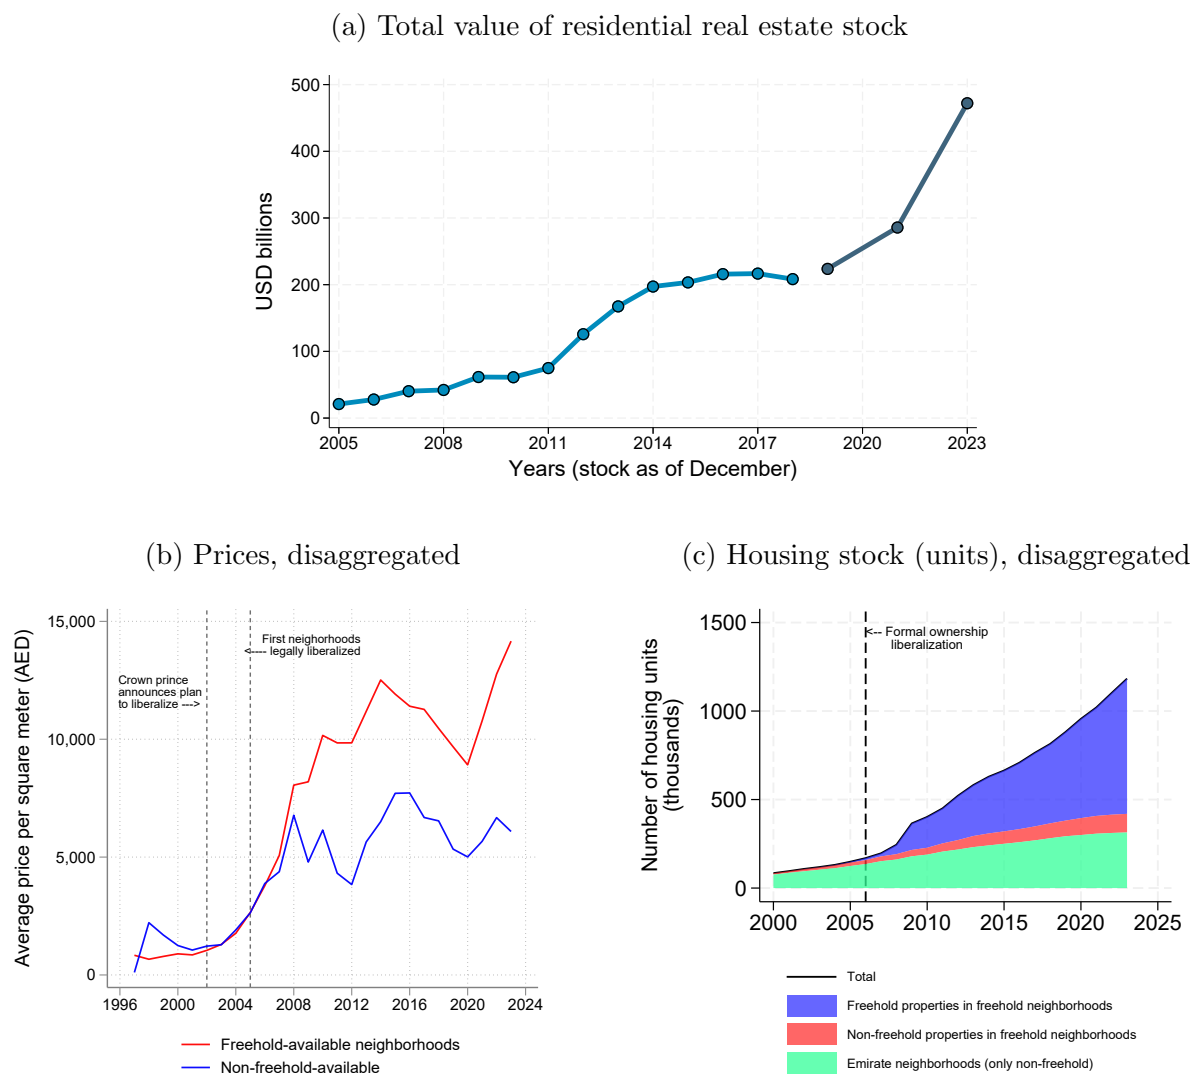 (a) Total value of residential real estate stock
500
400
300
200
100
0
USD billions
2005 2008 2011 2014 2017 2020 2023
Years (stock as of December)
(b) Prices, disaggregated
15,000
10,000
5,000
0
Average price per square meter (AED)
Crown prince
announces plan
to liberalize --->
First neighorhoods
<---- legally liberalized
1996 2000 2004 2008 2012 2016 2020 2024
Freehold-available neighborhoods
Non-freehold-available
(c) Housing stock (units), disaggregated
1500
1000
500
0
Number of housing units
(thousands)
<-- Formal ownership
liberalization
2000 2005 2010 2015 2020 2025
Total
Freehold properties in freehold neighborhoods
Non-freehold properties in freehold neighborhoods
Emirate neighborhoods (only non-freehold)